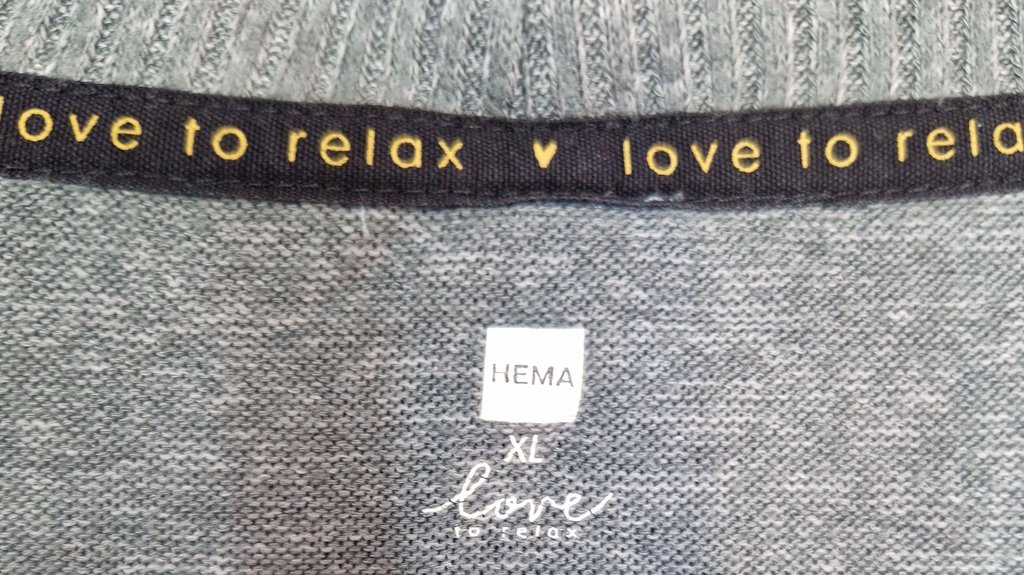 love to relax ♥ love to rela
HEMA
XL
love
to relax